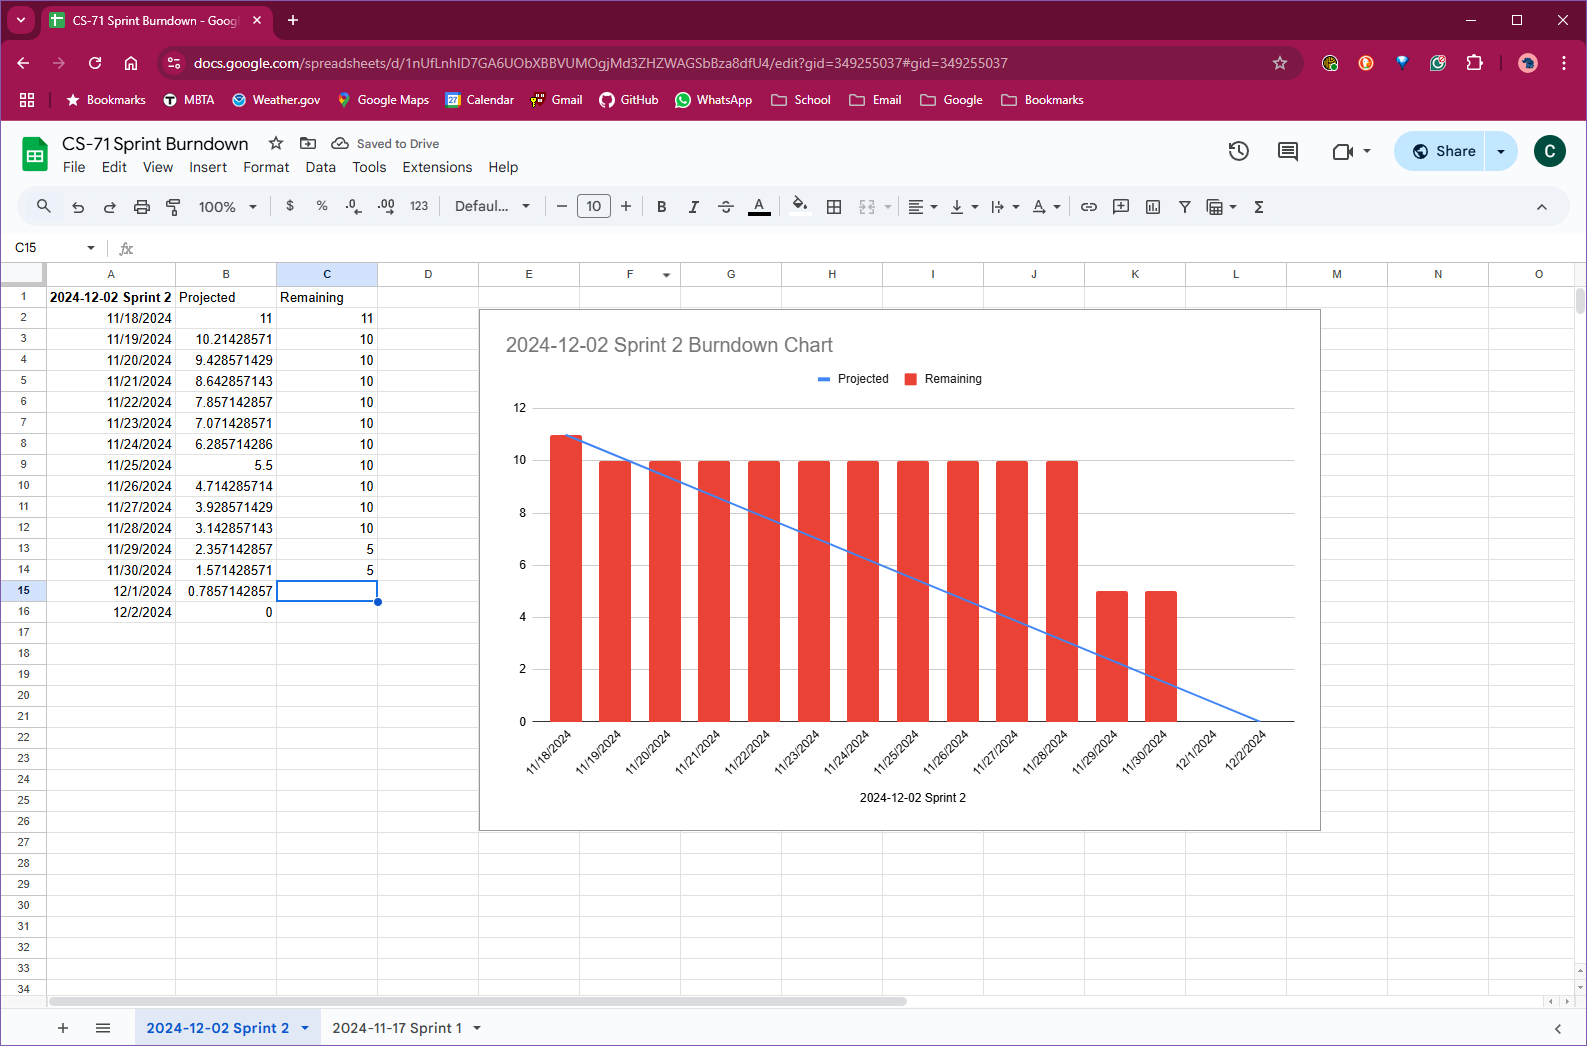 CS-71 Sprint Burndown - Goog
docs.google.com/spreadsheets/d/1nUfLnhID7GA6UObXBBVUMOgjMd3ZHZWAGSbBza8dfU4/edit?gid=349255037#gid=349255037
Bookmarks MBTA Weather.gov Google Maps 27 Calendar Gmail GitHub WhatsApp School Email Google Bookmarks
CS-71 Sprint Burndown Saved to Drive
File Edit View Insert Format Data Tools Extensions Help
Share C
100% $ % .0 .00 123 Defaul... 10 B I A Σ
C15 fx
A B C D E F G H I J K L M N O
1 2024-12-02 Sprint 2 Projected Remaining
2 11/18/2024 11 11
3 11/19/2024 10.21428571 10
4 11/20/2024 9.428571429 10
5 11/21/2024 8.642857143 10
6 11/22/2024 7.857142857 10
7 11/23/2024 7.071428571 10
8 11/24/2024 6.285714286 10
9 11/25/2024 5.5 10
10 11/26/2024 4.714285714 10
11 11/27/2024 3.928571429 10
12 11/28/2024 3.142857143 10
13 11/29/2024 2.357142857 5
14 11/30/2024 1.571428571 5
15 12/1/2024 0.7857142857
16 12/2/2024 0
17
18
19
20
21
22
23
24
25
26
27
28
29
30
31
32
33
34
2024-12-02 Sprint 2 Burndown Chart
Projected Remaining
12
10
8
6
4
2
0
11/18/2024 11/19/2024 11/20/2024 11/21/2024 11/22/2024 11/23/2024 11/24/2024 11/25/2024 11/26/2024 11/27/2024 11/28/2024 11/29/2024 11/30/2024 12/1/2024 12/2/2024
2024-12-02 Sprint 2
2024-12-02 Sprint 2 2024-11-17 Sprint 1